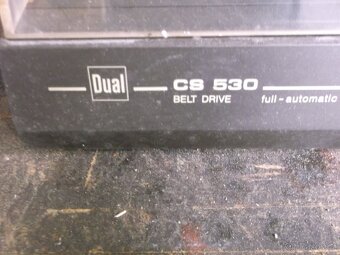 Dual
CS 530
BELT DRIVE full-automatic